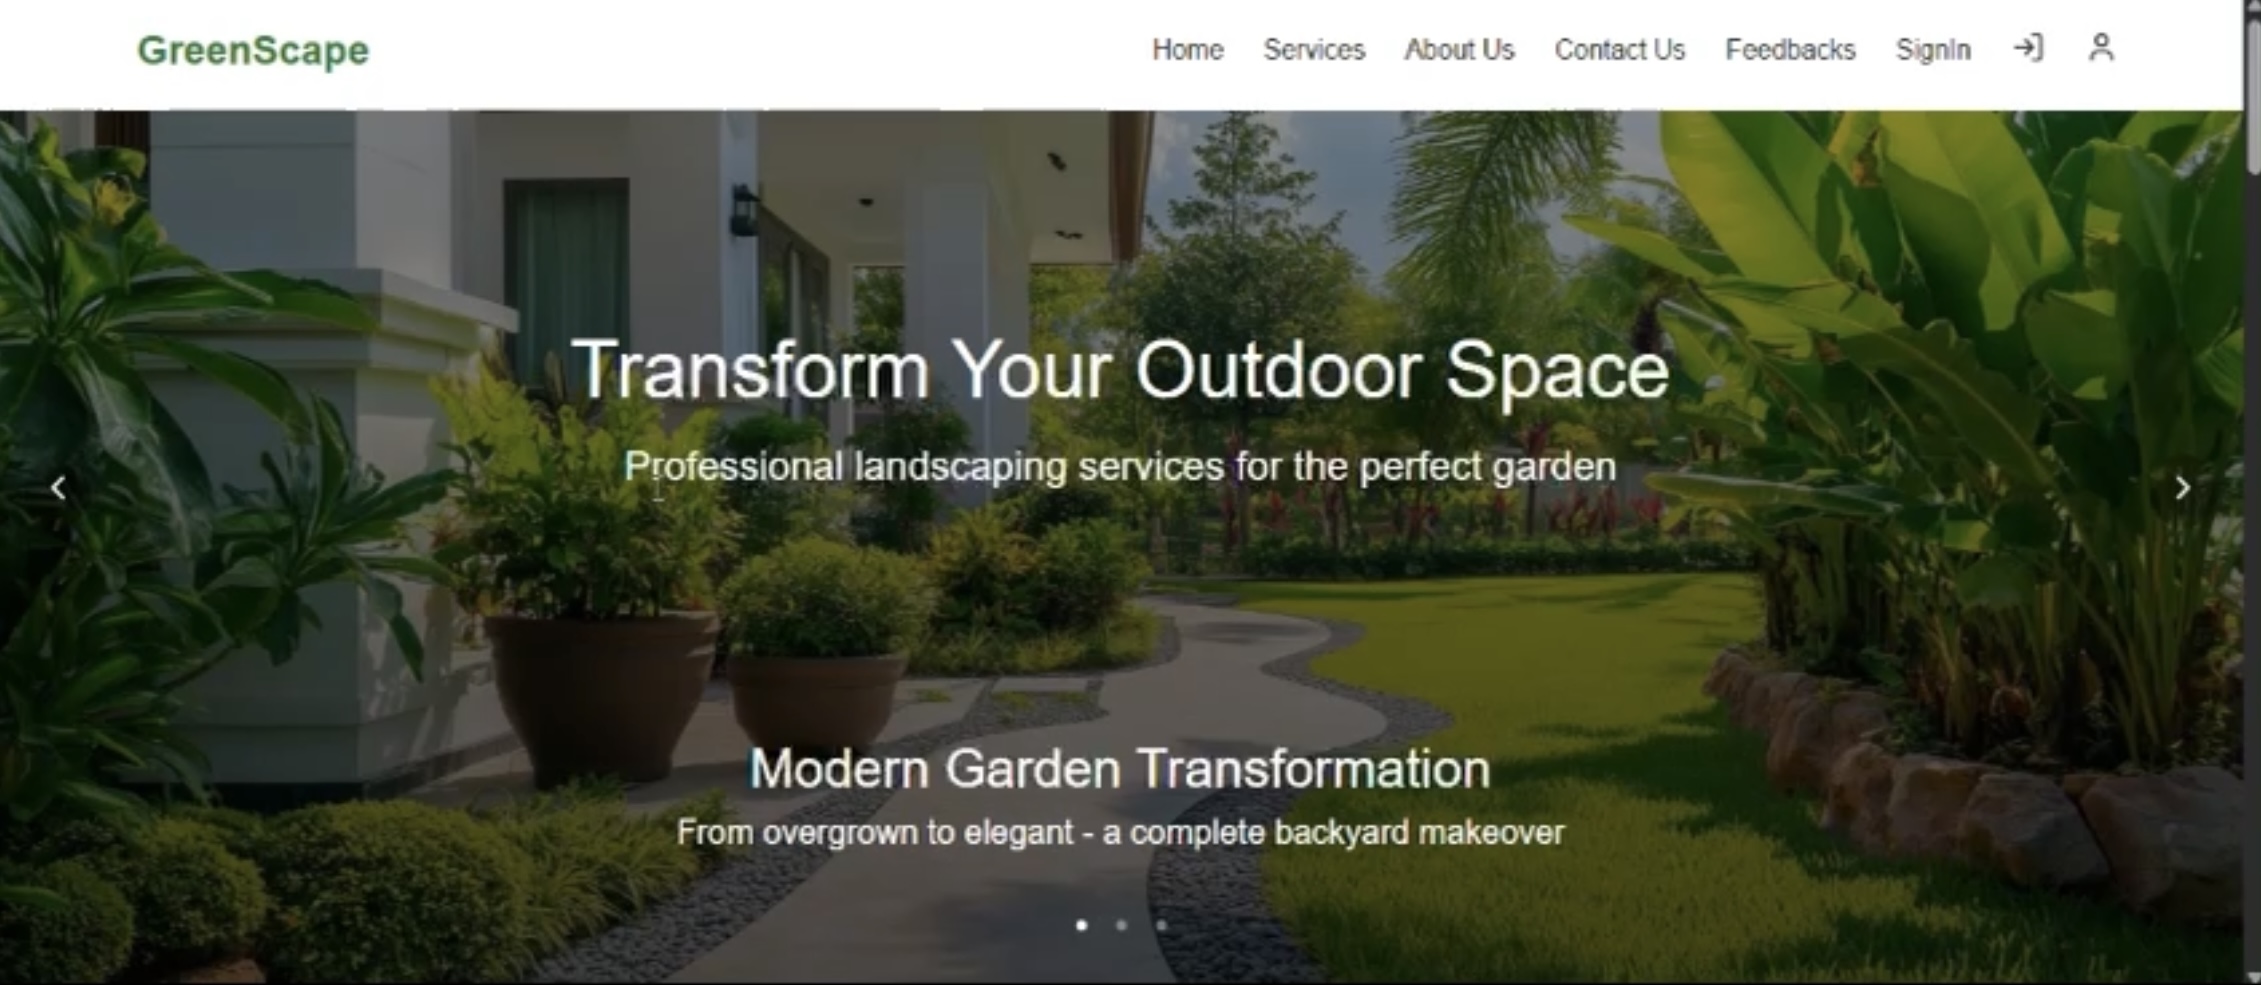 GreenScape
Home Services About Us Contact Us Feedbacks SignIn
Transform Your Outdoor Space
Professional landscaping services for the perfect garden
Modern Garden Transformation
From overgrown to elegant - a complete backyard makeover